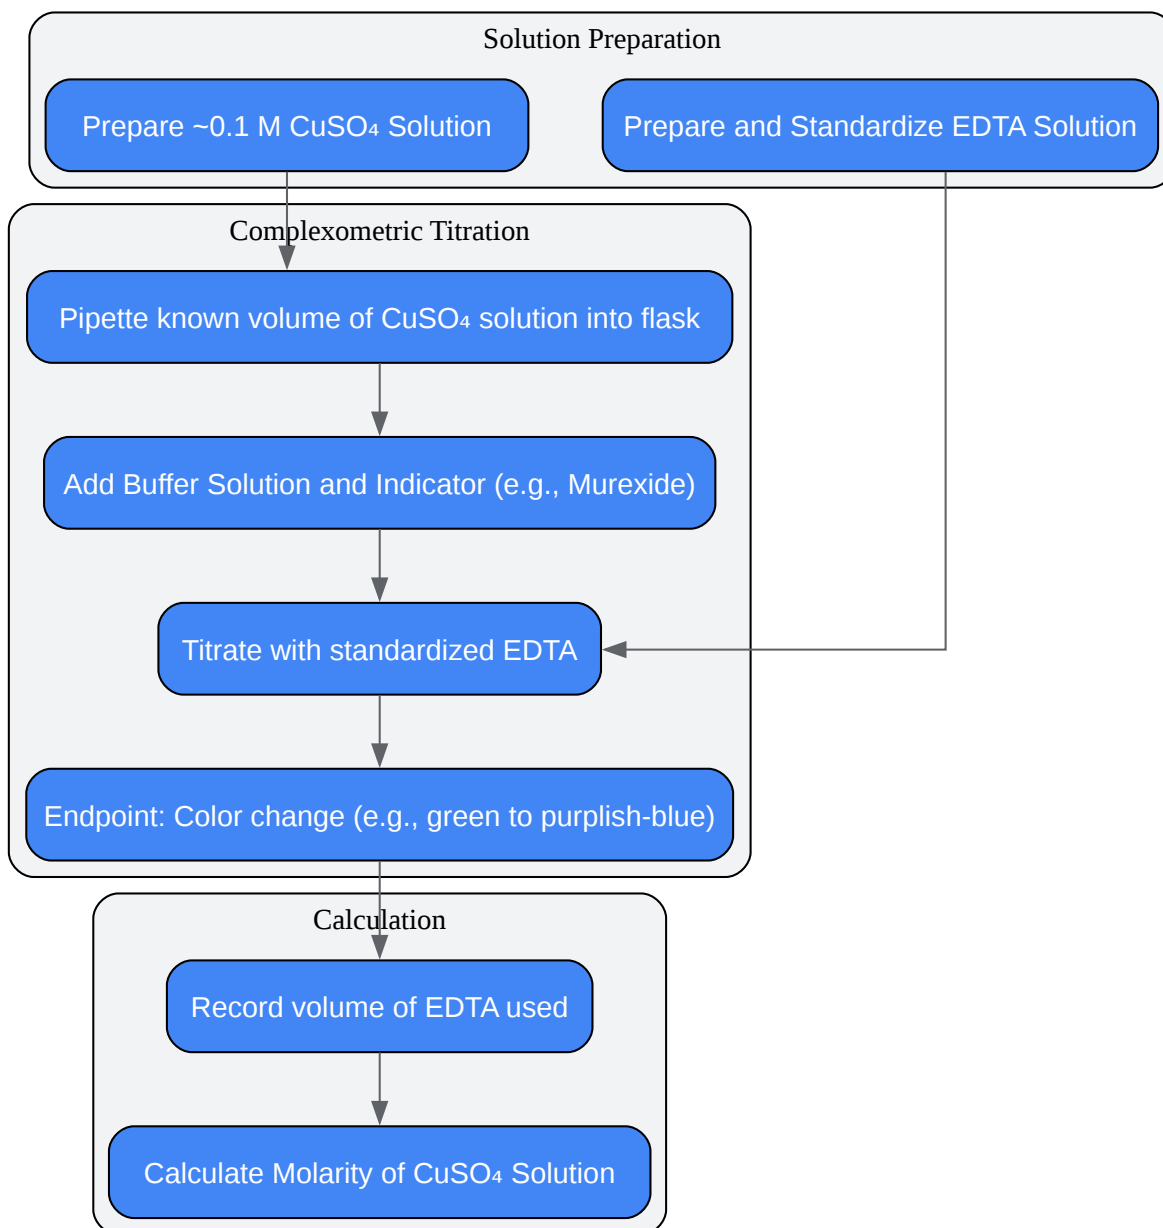 Solution Preparation
Prepare ~0.1 M CuSO₄ Solution
Prepare and Standardize EDTA Solution
Complexometric Titration
Pipette known volume of CuSO₄ solution into flask
Add Buffer Solution and Indicator (e.g., Murexide)
Titrate with standardized EDTA
Endpoint: Color change (e.g., green to purplish-blue)
Calculation
Record volume of EDTA used
Calculate Molarity of CuSO₄ Solution